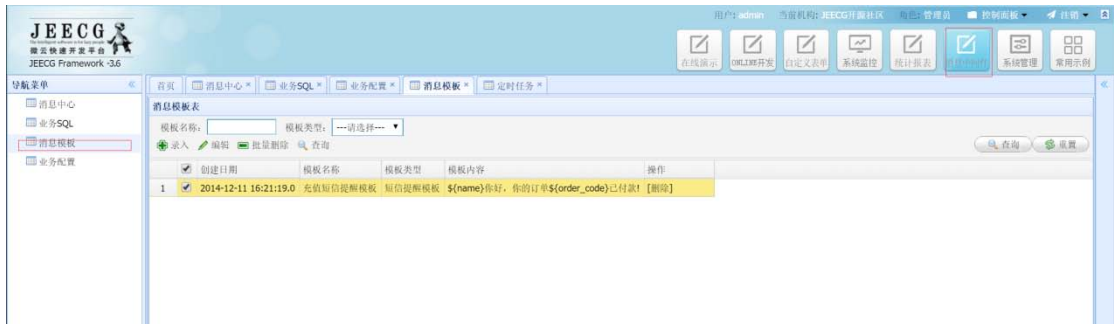 用户: admin 当前机构: JEECG开源社区 角色: 管理员 控制面板 注销
JEECG
微云快速开发平台
JEECG Framework -3.6
在线演示 ONLINE开发 自定义表单 系统监控 统计报表 系统管理 常用示例
导航菜单
消息中心
业务SQL
消息模板
业务配置
首页 消息中心 × 业务SQL × 业务配置 × 消息模板 × 定时任务 ×
消息模板表
模板名称: 模板类型: ---请选择---
录入 编辑 批量删除 查询 查询 重置
创建日期 模板名称 模板类型 模板内容 操作
1 2014-12-11 16:21:19.0 充值短信提醒模板 短信提醒模板 ${name}你好，你的订单${order_code}已付款! [删除]